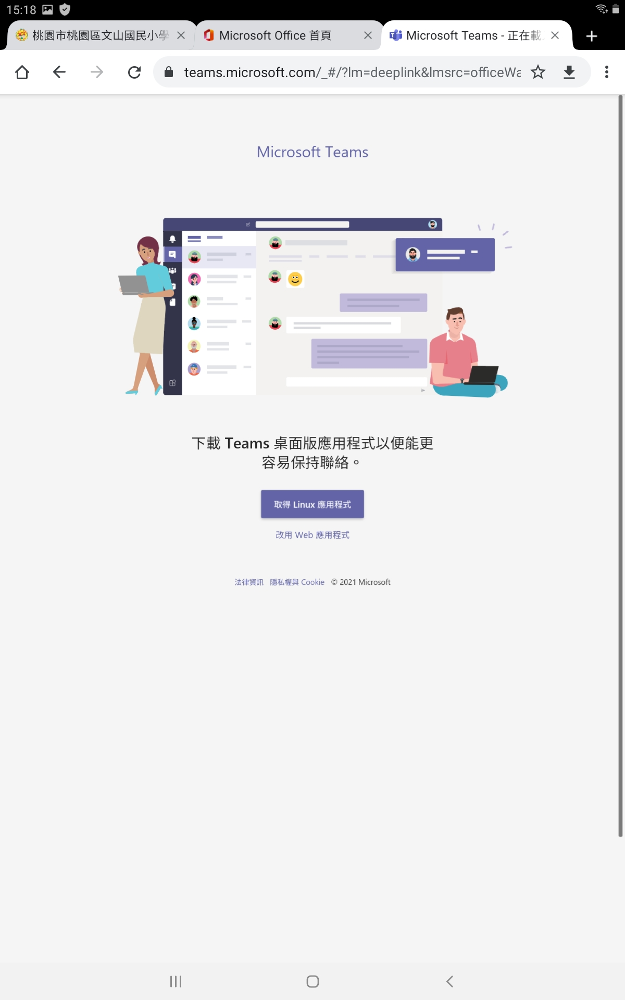 15:18
桃園市桃園區文山國民小學
Microsoft Office 首頁
Microsoft Teams - 正在載
teams.microsoft.com/_#/?lm=deeplink&lmsrc=officeWa
Microsoft Teams
下載 Teams 桌面版應用程式以便能更
容易保持聯絡。
取得 Linux 應用程式
改用 Web 應用程式
法律資訊 隱私權與 Cookie © 2021 Microsoft